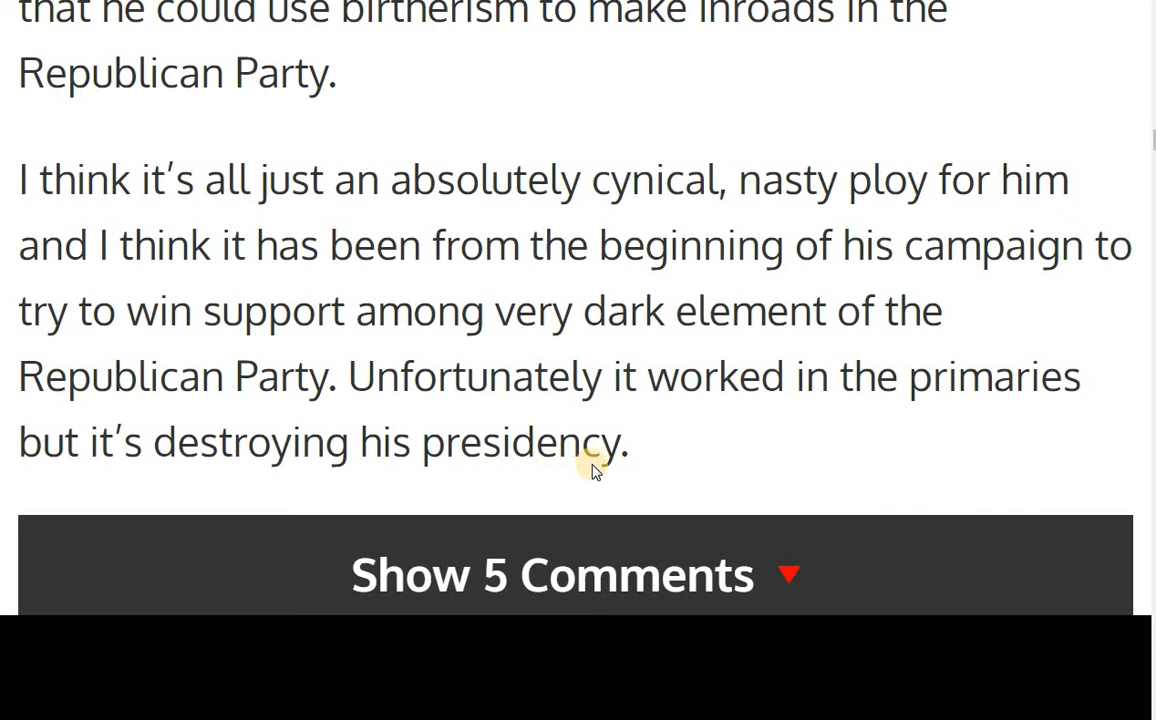 that he could use birtherism to make inroads in the
Republican Party.
I think it’s all just an absolutely cynical, nasty ploy for him
and I think it has been from the beginning of his campaign to
try to win support among very dark element of the
Republican Party. Unfortunately it worked in the primaries
but it’s destroying his presidency.
Show 5 Comments